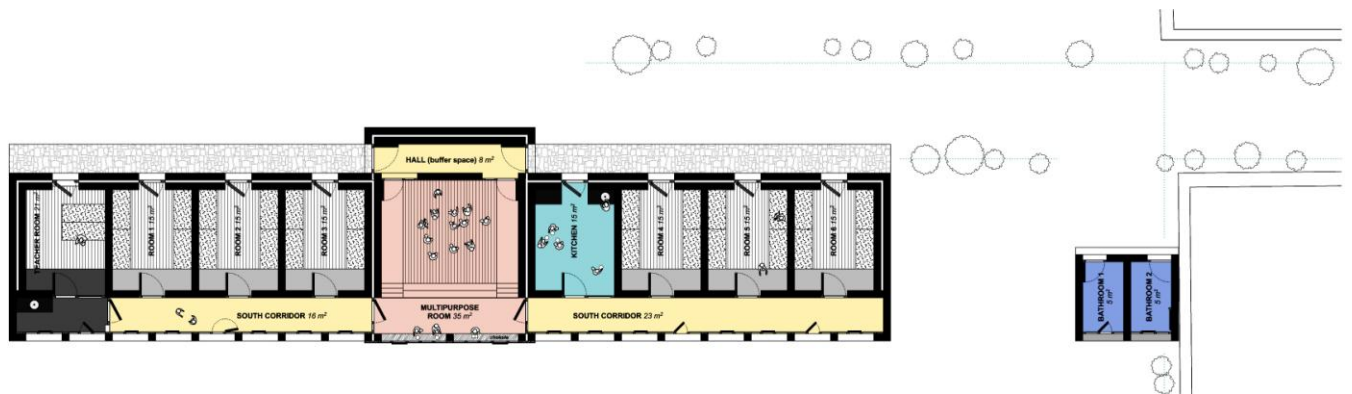 HALL (buffer space) 8 m²
TEACHER ROOM 21 m²
ROOM 1 15 m²
ROOM 2 15 m²
ROOM 3 15 m²
KITCHEN 15 m²
ROOM 4 15 m²
ROOM 5 15 m²
ROOM 6 15 m²
BATHROOM 1
5 m²
BATHROOM 2
5 m²
SOUTH CORRIDOR 16 m²
MULTIPURPOSE
ROOM 35 m²
SOUTH CORRIDOR 23 m²